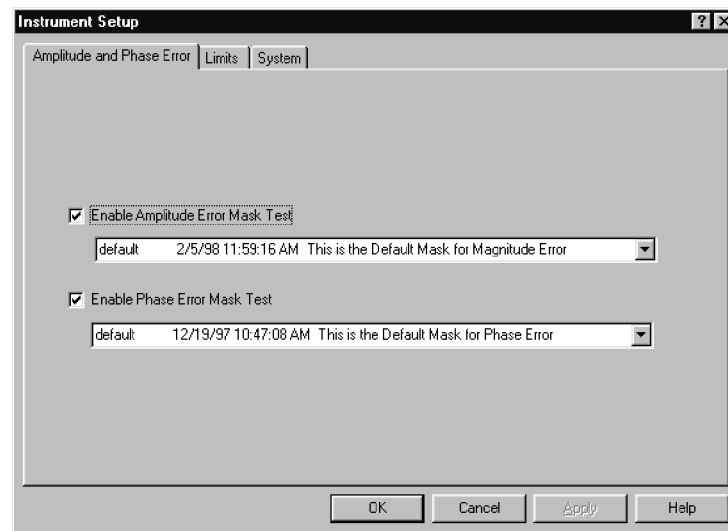 Instrument Setup
Amplitude and Phase Error Limits System
Enable Amplitude Error Mask Test
default 2/5/98 11:59:16 AM This is the Default Mask for Magnitude Error
Enable Phase Error Mask Test
default 12/19/97 10:47:08 AM This is the Default Mask for Phase Error
OK Cancel Apply Help